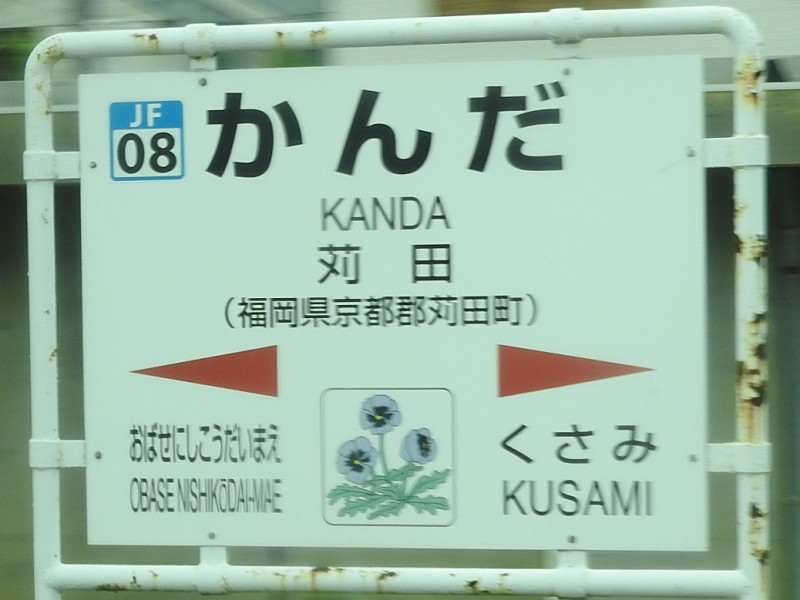 JF
08
かんだ
KANDA
苅田
(福岡県京都郡苅田町)
おばせにしこうだいまえ
OBASE NISHIKŌDAI-MAE
くさみ
KUSAMI